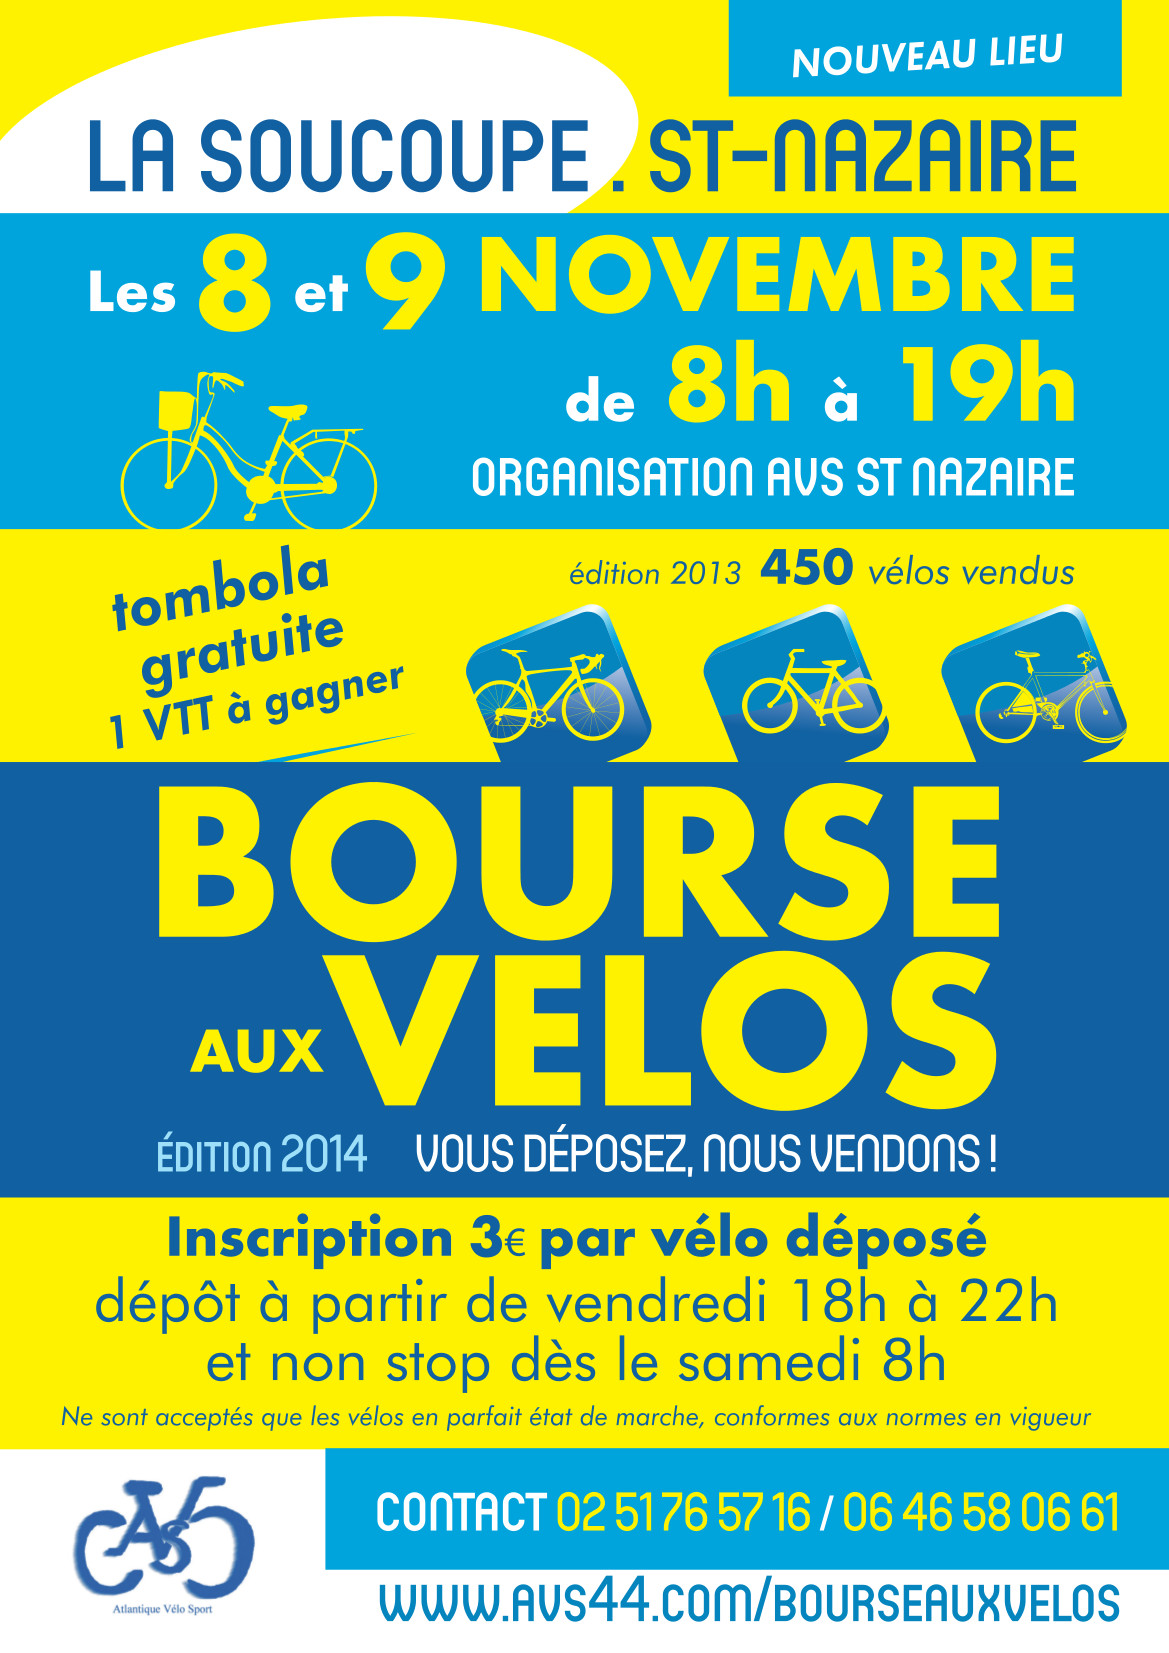 NOUVEAU LIEU
LA SOUCOUPE . ST-NAZAIRE
Les 8 et 9 NOVEMBRE
de 8h à 19h
ORGANISATION AVS ST NAZAIRE
tombola
gratuite
1 VTT à gagner
édition 2013 450 vélos vendus
BOURSE
AUX VELOS
ÉDITION 2014 VOUS DÉPOSEZ, NOUS VENDONS !
Inscription 3€ par vélo déposé
dépôt à partir de vendredi 18h à 22h
et non stop dès le samedi 8h
Ne sont acceptés que les vélos en parfait état de marche, conformes aux normes en vigueur
AVS
Atlantique Vélo Sport
CONTACT 02 51 76 57 16 / 06 46 58 06 61
WWW.AVS44.COM/BOURSEAUXVELOS